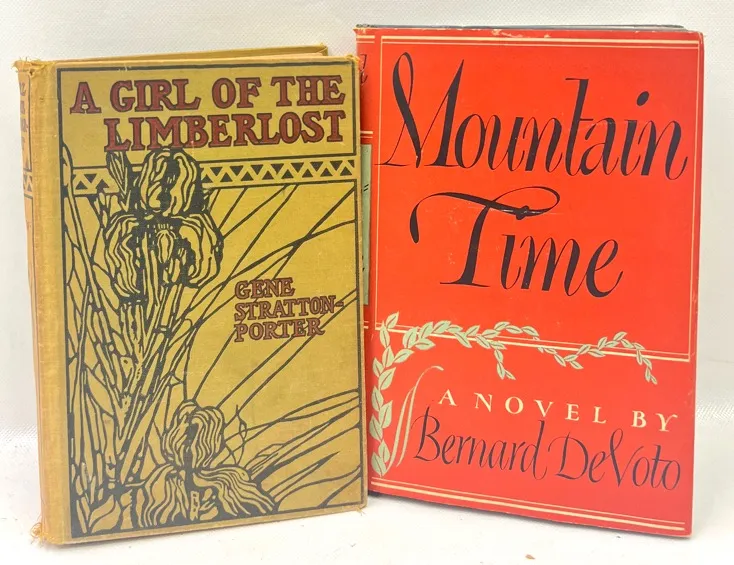 A GIRL OF THE
LIMBERLOST
GENE
STRATTON-
PORTER
Mountain
Time
A NOVEL BY
Bernard DeVoto